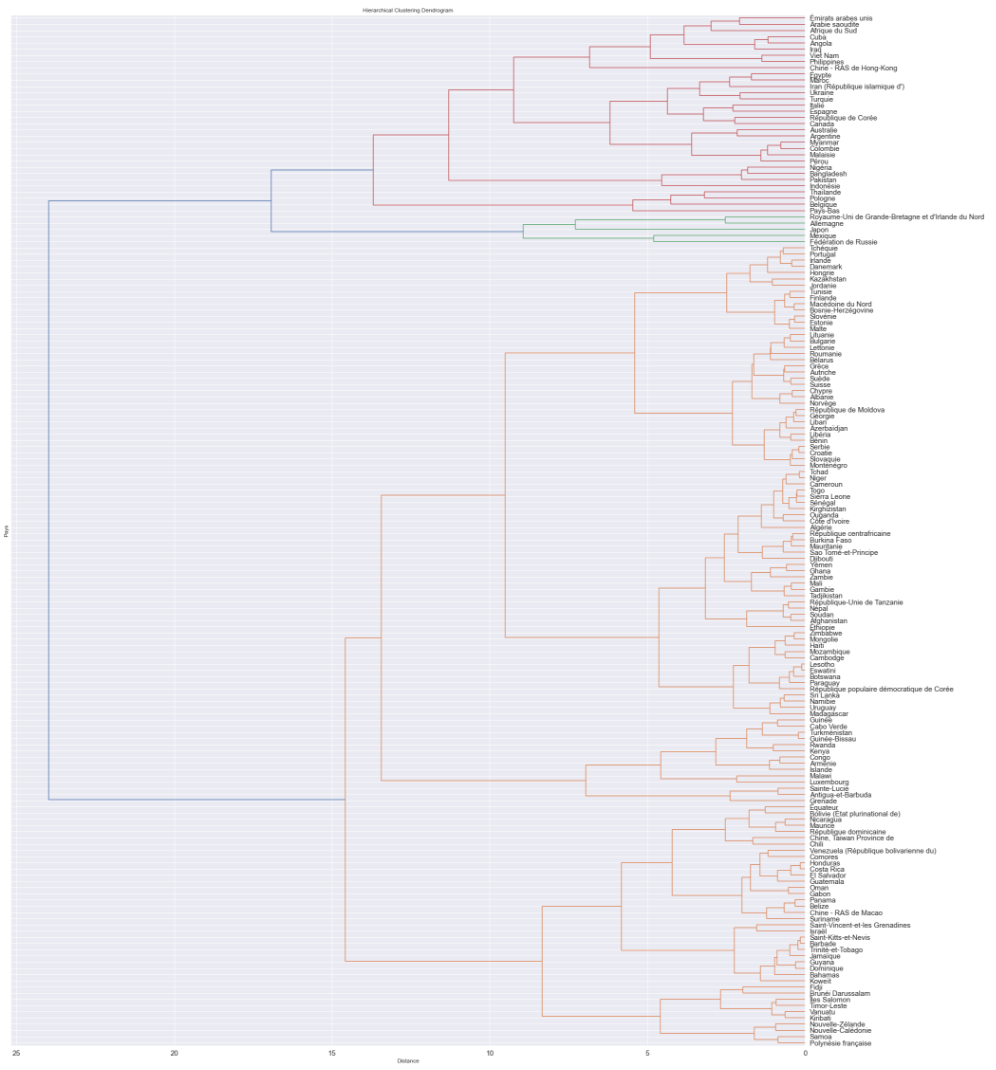 Hierarchical Clustering Dendrogram
Émirats arabes unis
Arabie saoudite
Afrique du Sud
Cuba
Angola
Iraq
Viet Nam
Philippines
Chine - RAS de Hong-Kong
Égypte
Maroc
Iran (République islamique d')
Ukraine
Turquie
Italie
Espagne
République de Corée
Canada
Australie
Argentine
Myanmar
Colombie
Malaisie
Pérou
Nigéria
Bangladesh
Pakistan
Indonésie
Thaïlande
Pologne
Belgique
Pays-Bas
Royaume-Uni de Grande-Bretagne et d'Irlande du Nord
Allemagne
Japon
Mexique
Fédération de Russie
Tchéquie
Portugal
Irlande
Danemark
Hongrie
Kazakhstan
Jordanie
Tunisie
Finlande
Macédoine du Nord
Bosnie-Herzégovine
Slovénie
Estonie
Malte
Lituanie
Bulgarie
Lettonie
Roumanie
Bélarus
Grèce
Autriche
Suède
Suisse
Chypre
Albanie
Norvège
République de Moldova
Géorgie
Liban
Azerbaïdjan
Libéria
Bénin
Serbie
Croatie
Slovaquie
Monténégro
Tchad
Niger
Cameroun
Togo
Sierra Leone
Sénégal
Kirghizistan
Ouganda
Côte d'Ivoire
Algérie
République centrafricaine
Burkina Faso
Mauritanie
Sao Tomé-et-Principe
Djibouti
Yémen
Ghana
Zambie
Mali
Gambie
Tadjikistan
République-Unie de Tanzanie
Népal
Soudan
Afghanistan
Éthiopie
Zimbabwe
Mongolie
Haïti
Mozambique
Cambodge
Lesotho
Eswatini
Botswana
Paraguay
République populaire démocratique de Corée
Sri Lanka
Namibie
Uruguay
Madagascar
Guinée
Cabo Verde
Turkménistan
Guinée-Bissau
Rwanda
Kenya
Congo
Arménie
Islande
Malawi
Luxembourg
Sainte-Lucie
Antigua-et-Barbuda
Grenade
Équateur
Bolivie (État plurinational de)
Nicaragua
Maurice
République dominicaine
Chine, Taiwan Province de
Chili
Venezuela (République bolivarienne du)
Comores
Honduras
Costa Rica
El Salvador
Guatemala
Oman
Gabon
Panama
Belize
Chine - RAS de Macao
Suriname
Saint-Vincent-et-les Grenadines
Israël
Saint-Kitts-et-Nevis
Barbade
Trinité-et-Tobago
Jamaïque
Guyana
Dominique
Bahamas
Koweït
Fidji
Brunéi Darussalam
Îles Salomon
Timor-Leste
Vanuatu
Kiribati
Nouvelle-Zélande
Nouvelle-Calédonie
Samoa
Polynésie française
Pays
25 20 15 10 5 0
Distance